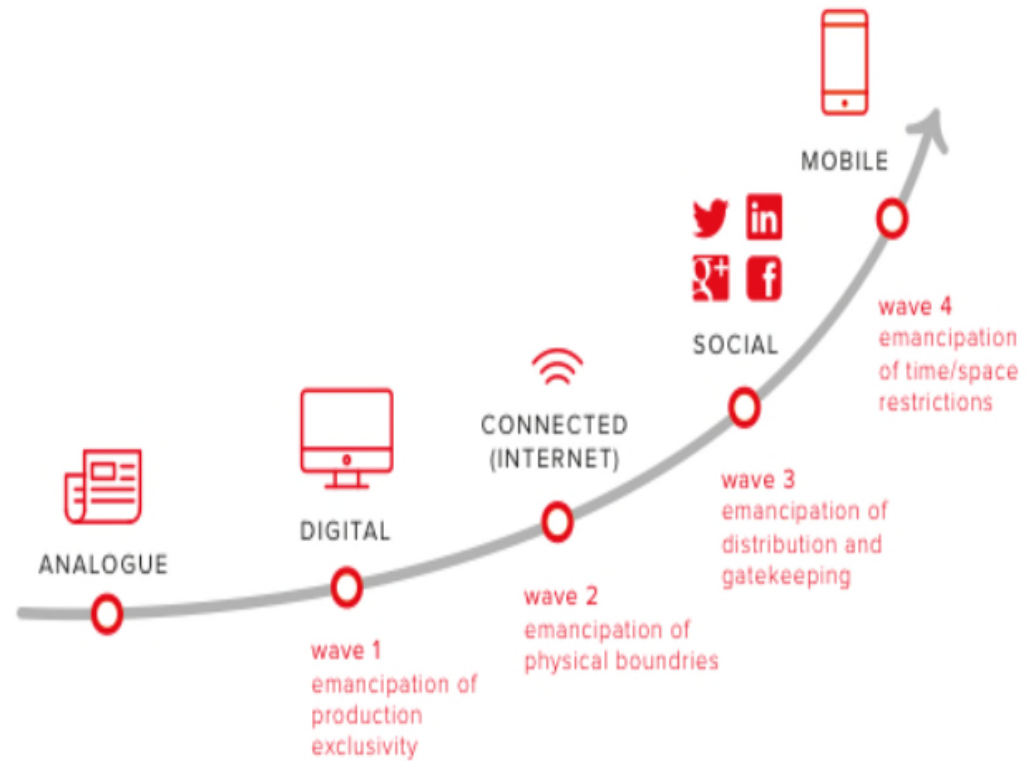 MOBILE
in
g+
f
SOCIAL
wave 4
emancipation
of time/space
restrictions
CONNECTED
(INTERNET)
wave 3
emancipation of
distribution and
gatekeeping
DIGITAL
ANALOGUE
wave 2
emancipation of
physical boundries
wave 1
emancipation of
production
exclusivity